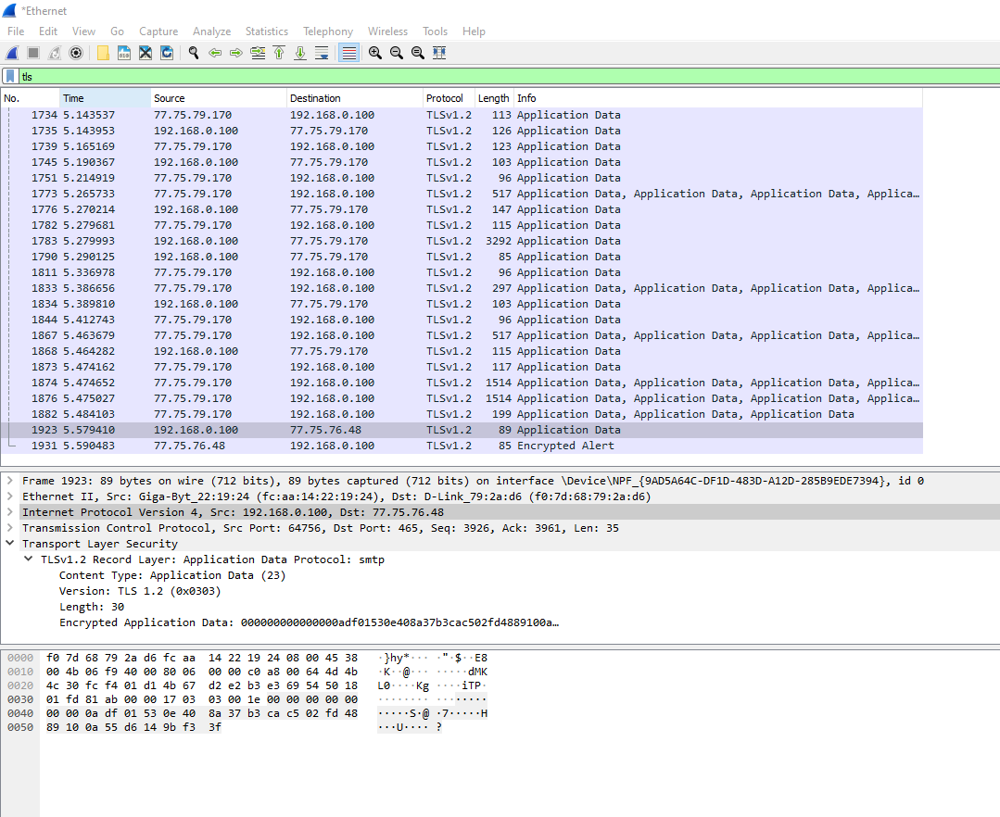 *Ethernet
File Edit View Go Capture Analyze Statistics Telephony Wireless Tools Help
tls
No. Time Source Destination Protocol Length Info
1734 5.143537 77.75.79.170 192.168.0.100 TLSv1.2 113 Application Data
1735 5.143953 192.168.0.100 77.75.79.170 TLSv1.2 126 Application Data
1739 5.165169 77.75.79.170 192.168.0.100 TLSv1.2 123 Application Data
1745 5.190367 192.168.0.100 77.75.79.170 TLSv1.2 103 Application Data
1751 5.214919 77.75.79.170 192.168.0.100 TLSv1.2 96 Application Data
1773 5.265733 77.75.79.170 192.168.0.100 TLSv1.2 517 Application Data, Application Data, Application Data, Applica…
1776 5.270214 192.168.0.100 77.75.79.170 TLSv1.2 147 Application Data
1782 5.279681 77.75.79.170 192.168.0.100 TLSv1.2 115 Application Data
1783 5.279993 192.168.0.100 77.75.79.170 TLSv1.2 3292 Application Data
1790 5.290125 192.168.0.100 77.75.79.170 TLSv1.2 85 Application Data
1811 5.336978 77.75.79.170 192.168.0.100 TLSv1.2 96 Application Data
1833 5.386656 77.75.79.170 192.168.0.100 TLSv1.2 297 Application Data, Application Data, Application Data, Applica…
1834 5.389810 192.168.0.100 77.75.79.170 TLSv1.2 103 Application Data
1844 5.412743 77.75.79.170 192.168.0.100 TLSv1.2 96 Application Data
1867 5.463679 77.75.79.170 192.168.0.100 TLSv1.2 517 Application Data, Application Data, Application Data, Applica…
1868 5.464282 192.168.0.100 77.75.79.170 TLSv1.2 115 Application Data
1873 5.474162 77.75.79.170 192.168.0.100 TLSv1.2 117 Application Data
1874 5.474652 77.75.79.170 192.168.0.100 TLSv1.2 1514 Application Data, Application Data, Application Data, Applica…
1876 5.475027 77.75.79.170 192.168.0.100 TLSv1.2 1514 Application Data, Application Data, Application Data, Applica…
1882 5.484103 77.75.79.170 192.168.0.100 TLSv1.2 199 Application Data, Application Data, Application Data
1923 5.579410 192.168.0.100 77.75.76.48 TLSv1.2 89 Application Data
1931 5.590483 77.75.76.48 192.168.0.100 TLSv1.2 85 Encrypted Alert
Frame 1923: 89 bytes on wire (712 bits), 89 bytes captured (712 bits) on interface \Device\NPF_{9AD5A64C-DF1D-483D-A12D-285B9EDE7394}, id 0
Ethernet II, Src: Giga-Byt_22:19:24 (fc:aa:14:22:19:24), Dst: D-Link_79:2a:d6 (f0:7d:68:79:2a:d6)
Internet Protocol Version 4, Src: 192.168.0.100, Dst: 77.75.76.48
Transmission Control Protocol, Src Port: 64756, Dst Port: 465, Seq: 3926, Ack: 3961, Len: 35
Transport Layer Security
TLSv1.2 Record Layer: Application Data Protocol: smtp
Content Type: Application Data (23)
Version: TLS 1.2 (0x0303)
Length: 30
Encrypted Application Data: 000000000000000adf01530e408a37b3cac502fd4889100a…
0000 f0 7d 68 79 2a d6 fc aa 14 22 19 24 08 00 45 38 ·}hy*··· ·"·$··E8
0010 00 4b 06 f9 40 00 80 06 00 00 c0 a8 00 64 4d 4b ·K··@··· ·····dMK
0020 4c 30 fc f4 01 d1 4b 67 d2 e2 b3 e3 69 54 50 18 L0····Kg ····iTP·
0030 01 fd 81 ab 00 00 17 03 03 00 1e 00 00 00 00 00 ········ ········
0040 00 00 0a df 01 53 0e 40 8a 37 b3 ca c5 02 fd 48 ·····S·@ ·7·····H
0050 89 10 0a 55 d6 14 9b f3 3f ···U···· ?